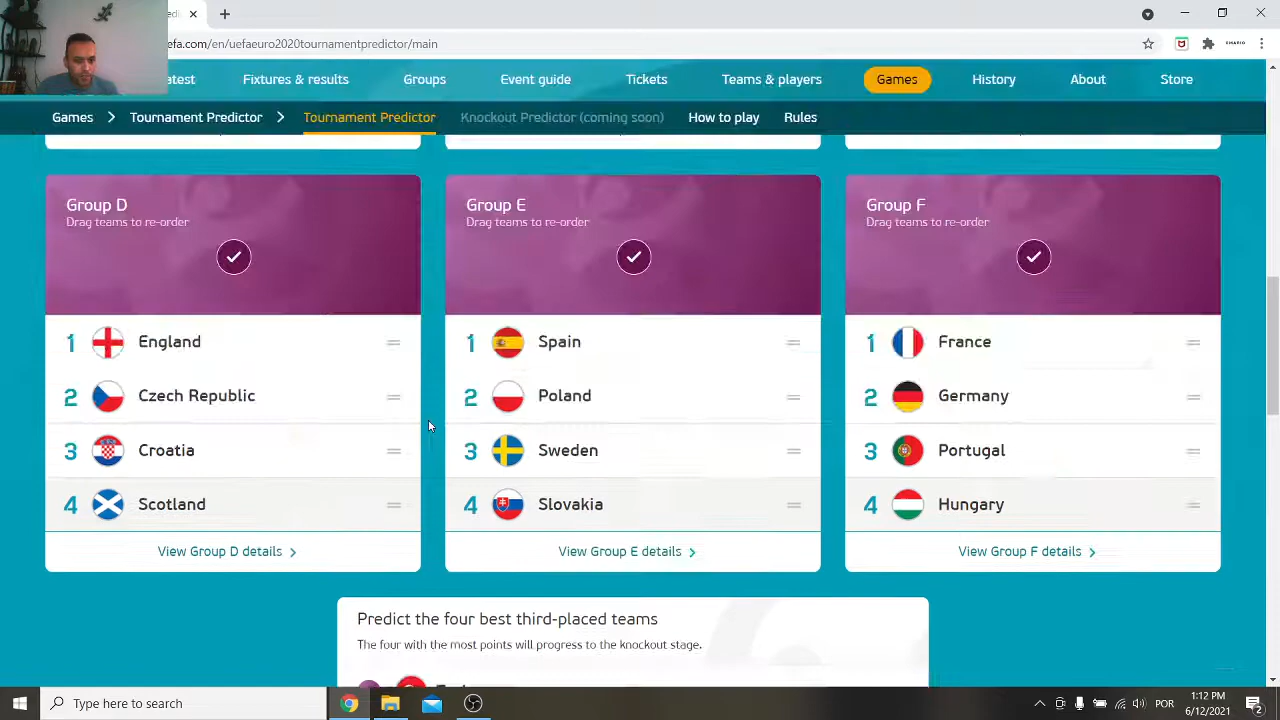 edi
efa.com/en/uefaeuro2020tournamentpredictor/main
atest Fixtures & results Groups Event guide Tickets Teams & players Games History About Store
Games Tournament Predictor Tournament Predictor Knockout Predictor (coming soon) How to play Rules
Group D
Drag teams to re-order
1 England
2 Czech Republic
3 Croatia
4 Scotland
View Group D details
Group E
Drag teams to re-order
1 Spain
2 Poland
3 Sweden
4 Slovakia
View Group E details
Group F
Drag teams to re-order
1 France
2 Germany
3 Portugal
4 Hungary
View Group F details
Predict the four best third-placed teams
The four with the most points will progress to the knockout stage.
Type here to search
POR
1:12 PM
6/12/2021
2